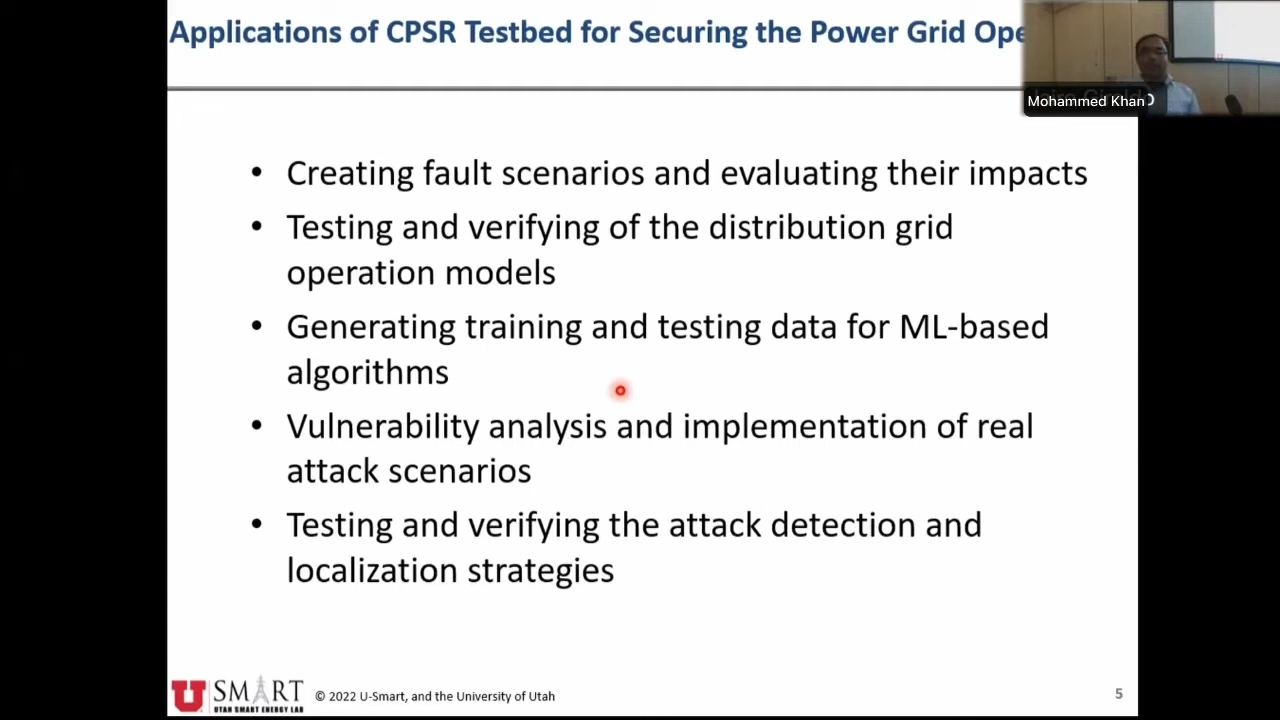 Applications of CPSR Testbed for Securing the Power Grid Ope
Mohammed Khan
• Creating fault scenarios and evaluating their impacts
• Testing and verifying of the distribution grid
operation models
• Generating training and testing data for ML-based
algorithms
• Vulnerability analysis and implementation of real
attack scenarios
• Testing and verifying the attack detection and
localization strategies
U SMART
UTAH SMART ENERGY LAB
© 2022 U-Smart, and the University of Utah
5